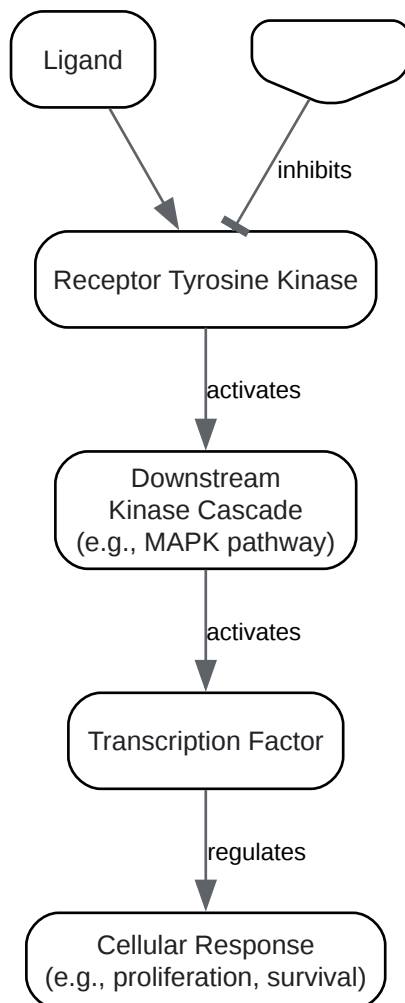 Ligand
inhibits
Receptor Tyrosine Kinase
activates
Downstream
Kinase Cascade
(e.g., MAPK pathway)
activates
Transcription Factor
regulates
Cellular Response
(e.g., proliferation, survival)